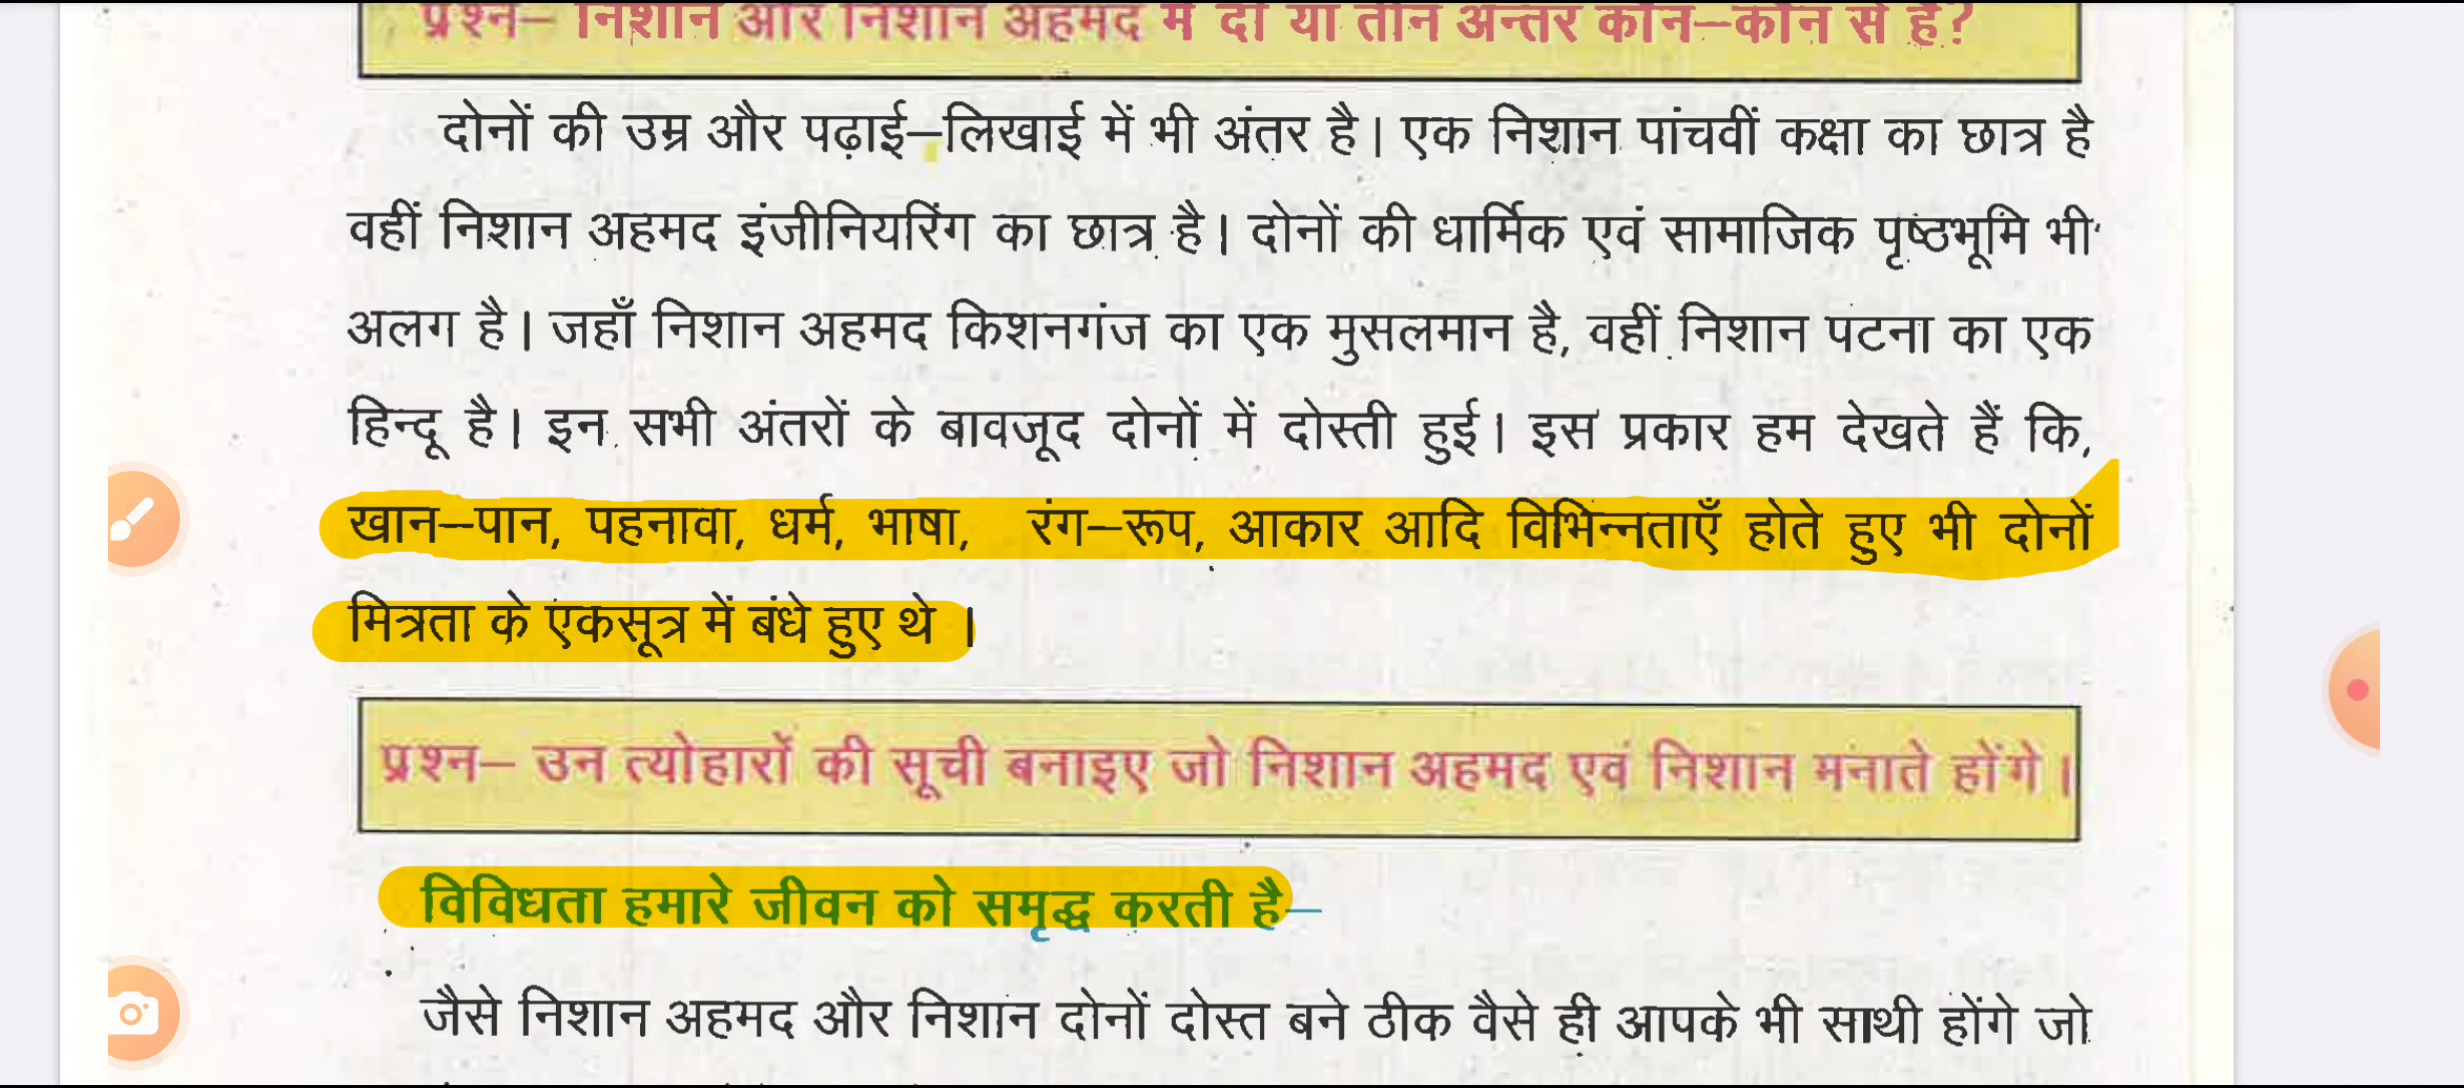 प्रश्न– निशान और निशान अहमद में दो या तीन अन्तर कौन–कौन से हैं?
दोनों की उम्र और पढ़ाई–लिखाई में भी अंतर है। एक निशान पांचवीं कक्षा का छात्र है
वहीं निशान अहमद इंजीनियरिंग का छात्र है। दोनों की धार्मिक एवं सामाजिक पृष्ठभूमि भी
अलग है। जहाँ निशान अहमद किशनगंज का एक मुसलमान है, वहीं निशान पटना का एक
हिन्दू है। इन सभी अंतरों के बावजूद दोनों में दोस्ती हुई। इस प्रकार हम देखते हैं कि,
खान–पान, पहनावा, धर्म, भाषा, रंग–रूप, आकार आदि विभिन्नताएँ होते हुए भी दोनों
मित्रता के एकसूत्र में बंधे हुए थे ।
प्रश्न– उन त्योहारों की सूची बनाइए जो निशान अहमद एवं निशान मनाते होंगे।
विविधता हमारे जीवन को समृद्ध करती है–
जैसे निशान अहमद और निशान दोनों दोस्त बने ठीक वैसे ही आपके भी साथी होंगे जो